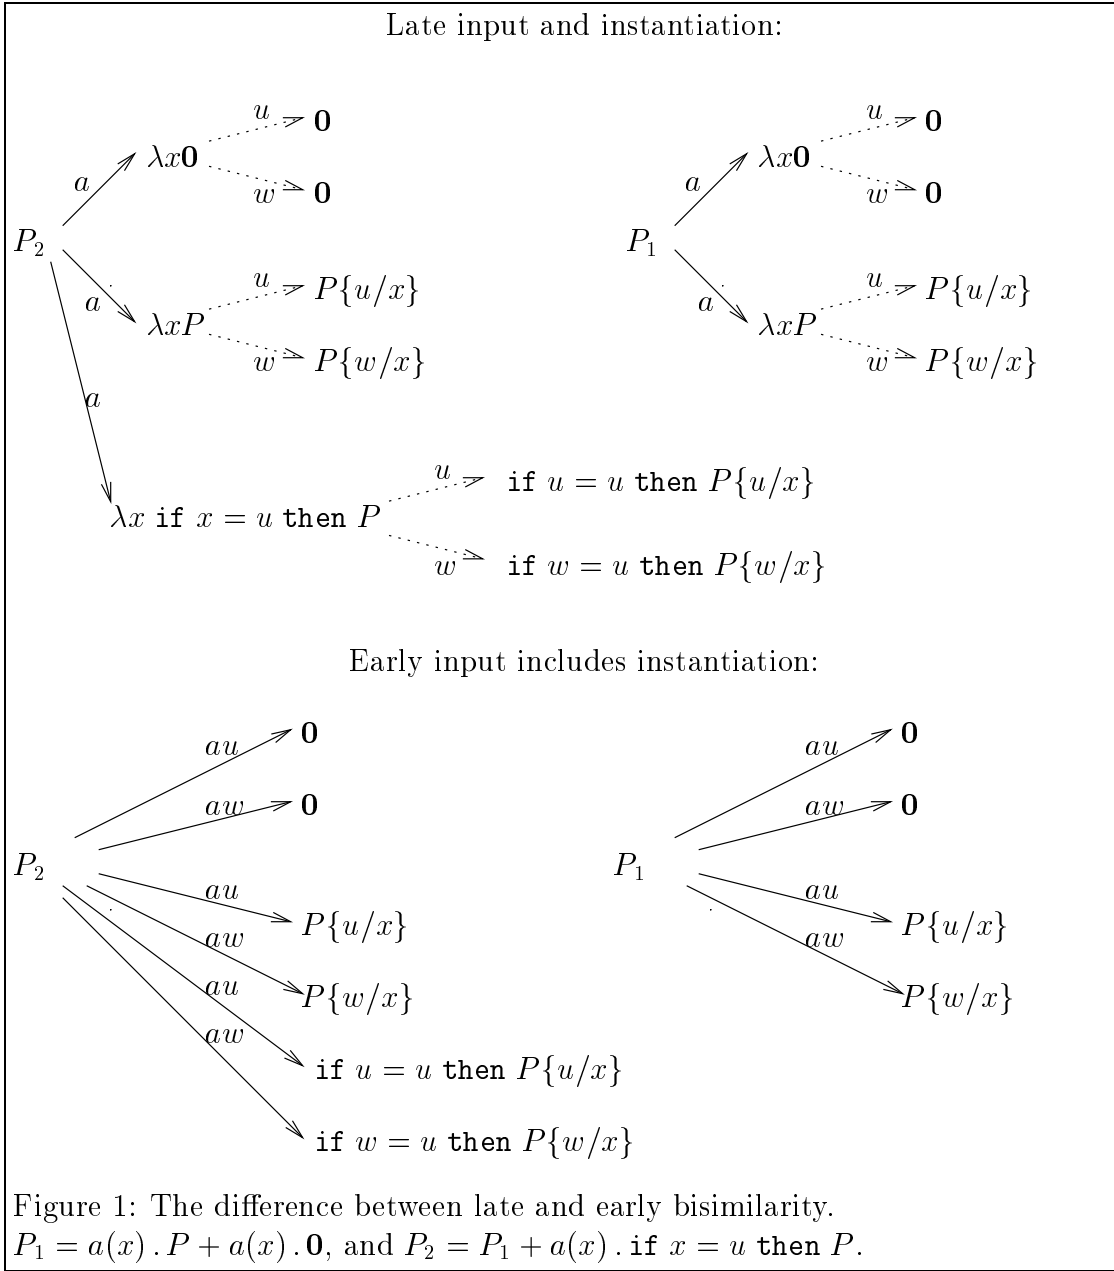 Late input and instantiation:
u 0 u 0
λx0 λx0
a w 0 a w 0
P₂ P₁
u P{u/x} u P{u/x}
a λxP a λxP
w P{w/x} w P{w/x}
a
u if u = u then P{u/x}
λx if x = u then P
w if w = u then P{w/x}
Early input includes instantiation:
au 0 au 0
aw 0 aw 0
P₂ P₁
au P{u/x} au P{u/x}
aw P{w/x} aw P{w/x}
au if u = u then P{u/x}
aw if w = u then P{w/x}
Figure 1: The difference between late and early bisimilarity.
P₁ = a(x) . P + a(x) . 0, and P₂ = P₁ + a(x) . if x = u then P.